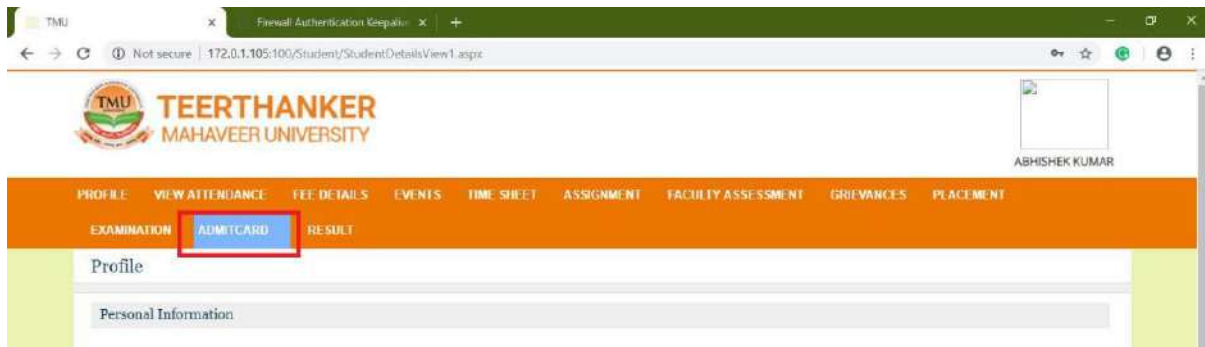 TMU
Firewall Authentication Keepalive
Not secure | 172.0.1.105:100/Student/StudentDetailsView1.aspx
TMU
TEERTHANKER
MAHAVEER UNIVERSITY
ABHISHEK KUMAR
PROFILE VIEW ATTENDANCE FEE DETAILS EVENTS TIME SHEET ASSIGNMENT FACULTY ASSESSMENT GRIEVANCES PLACEMENT
EXAMINATION ADMITCARD RESULT
Profile
Personal Information